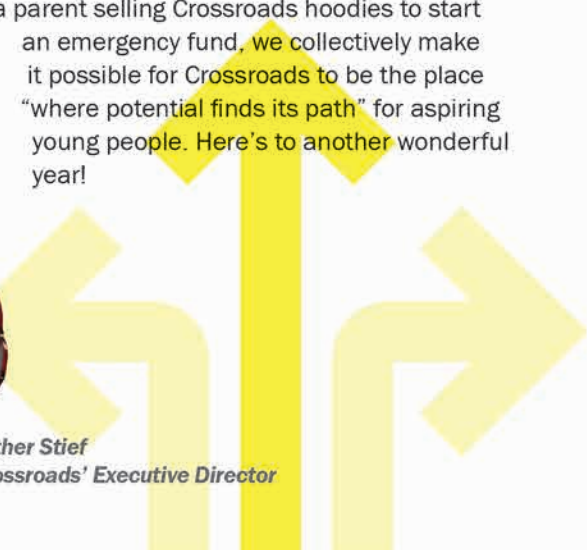 a parent selling Crossroads hoodies to start
an emergency fund, we collectively make
it possible for Crossroads to be the place
“where potential finds its path” for aspiring
young people. Here’s to another wonderful
year!
ther Stief
ossroads’ Executive Director